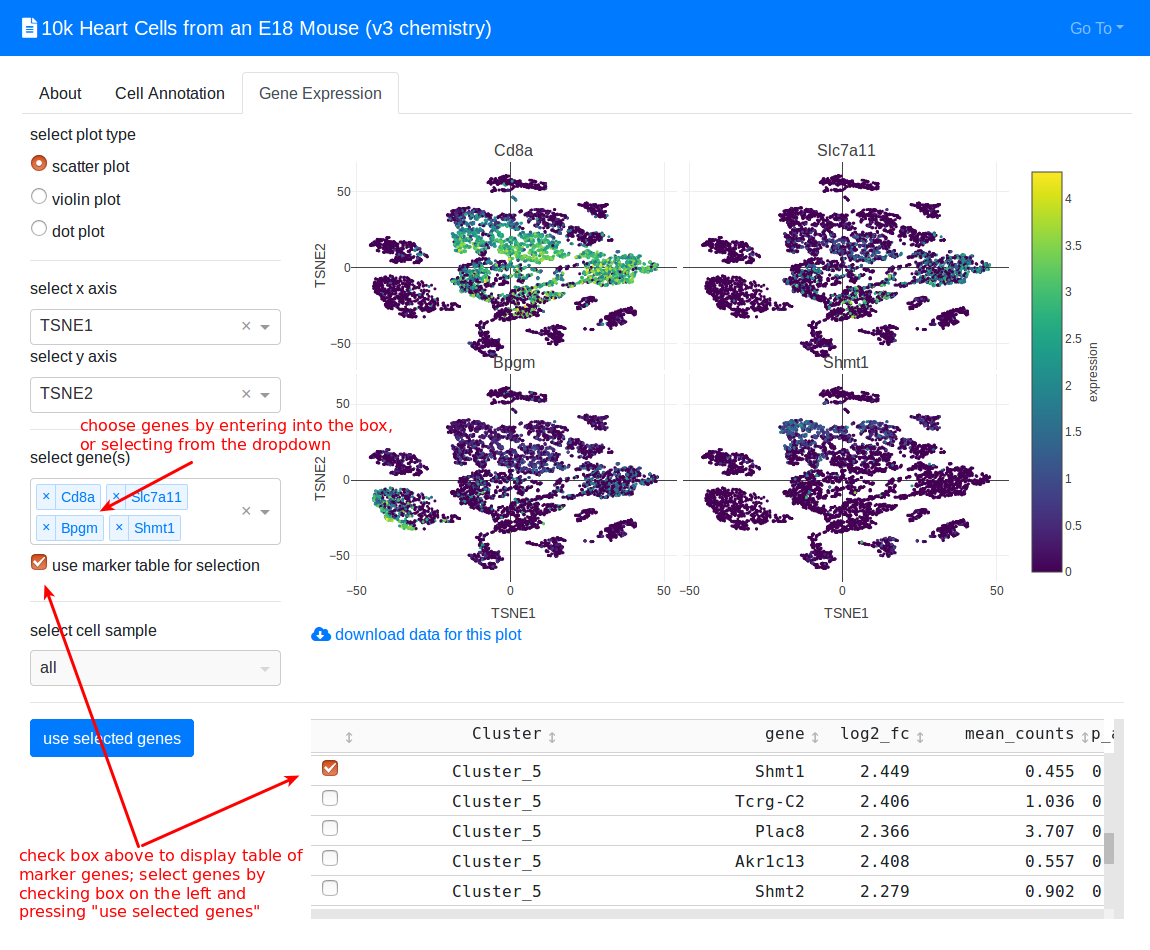 10k Heart Cells from an E18 Mouse (v3 chemistry)
Go To
About
Cell Annotation
Gene Expression
select plot type
scatter plot
violin plot
dot plot
select x axis
TSNE1
×
select y axis
TSNE2
×
choose genes by entering into the box,
or selecting from the dropdown
select gene(s)
× Cd8a × Slc7a11
× Bpgm × Shmt1
×
use marker table for selection
select cell sample
all
Cd8a
Slc7a11
50
0
−50
TSNE2
Bpgm
Shmt1
50
0
−50
TSNE2
−50 0 50 −50 0 50
TSNE1
TSNE1
4
3.5
3
2.5
2
1.5
1
0.5
0
expression
download data for this plot
use selected genes
Cluster gene log2_fc mean_counts
Cluster_5 Shmt1 2.449 0.455 0
Cluster_5 Tcrg-C2 2.406 1.036 0
Cluster_5 Plac8 2.366 3.707 0
Cluster_5 Akr1c13 2.408 0.557 0
Cluster_5 Shmt2 2.279 0.902 0
check box above to display table of
marker genes; select genes by
checking box on the left and
pressing "use selected genes"